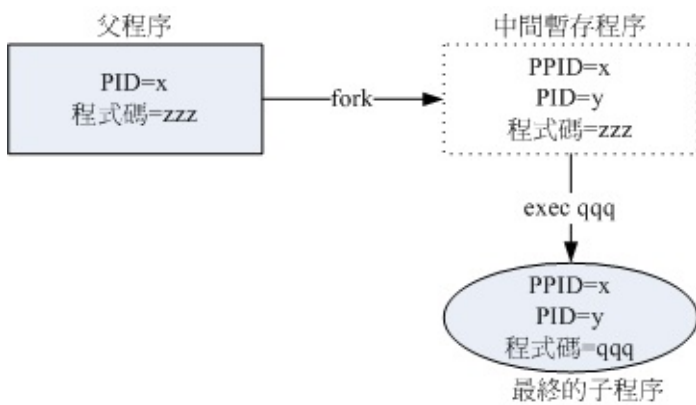 父程序
PID=x
程式碼=zzz
fork
中間暫存程序
PPID=x
PID=y
程式碼=zzz
exec qqq
PPID=x
PID=y
程式碼=qqq
最終的子程序